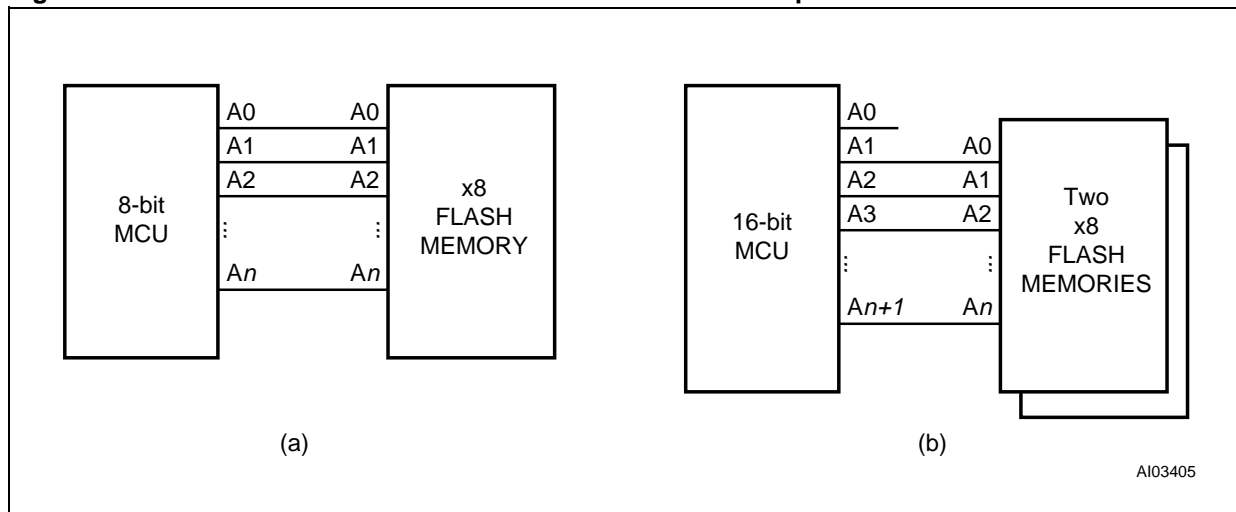 A0 A0
A1 A1
A2 A2
8-bit
MCU
x8
FLASH
MEMORY
⋮ ⋮
An An
(a)
A0
A1 A0
A2 A1
A3 A2
16-bit
MCU
Two
x8
FLASH
MEMORIES
⋮ ⋮
An+1 An
(b)
AI03405